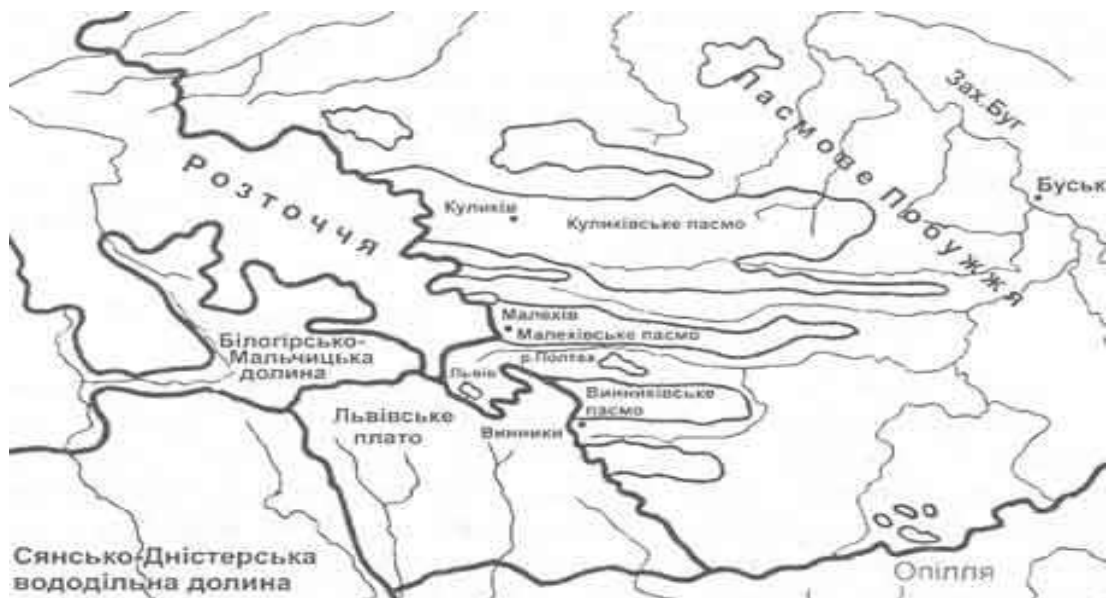 Пасмове Побужжя
Зах.Буг
Розточчя
Буськ
Куликів
Куликівське пасмо
Малехів
Малехівське пасмо
Білогірсько-
Мальчицька
долина
р.Полтва
Львів
Винниківське
пасмо
Львівське
плато
Винники
Сянсько-Дністерська
вододільна долина
Опілля